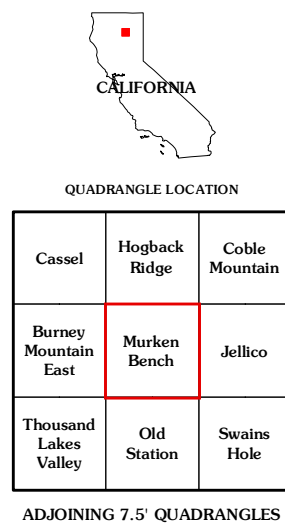 CALIFORNIA
QUADRANGLE LOCATION
Cassel
Hogback
Ridge
Coble
Mountain
Burney
Mountain
East
Murken
Bench
Jellico
Thousand
Lakes
Valley
Old
Station
Swains
Hole
ADJOINING 7.5' QUADRANGLES